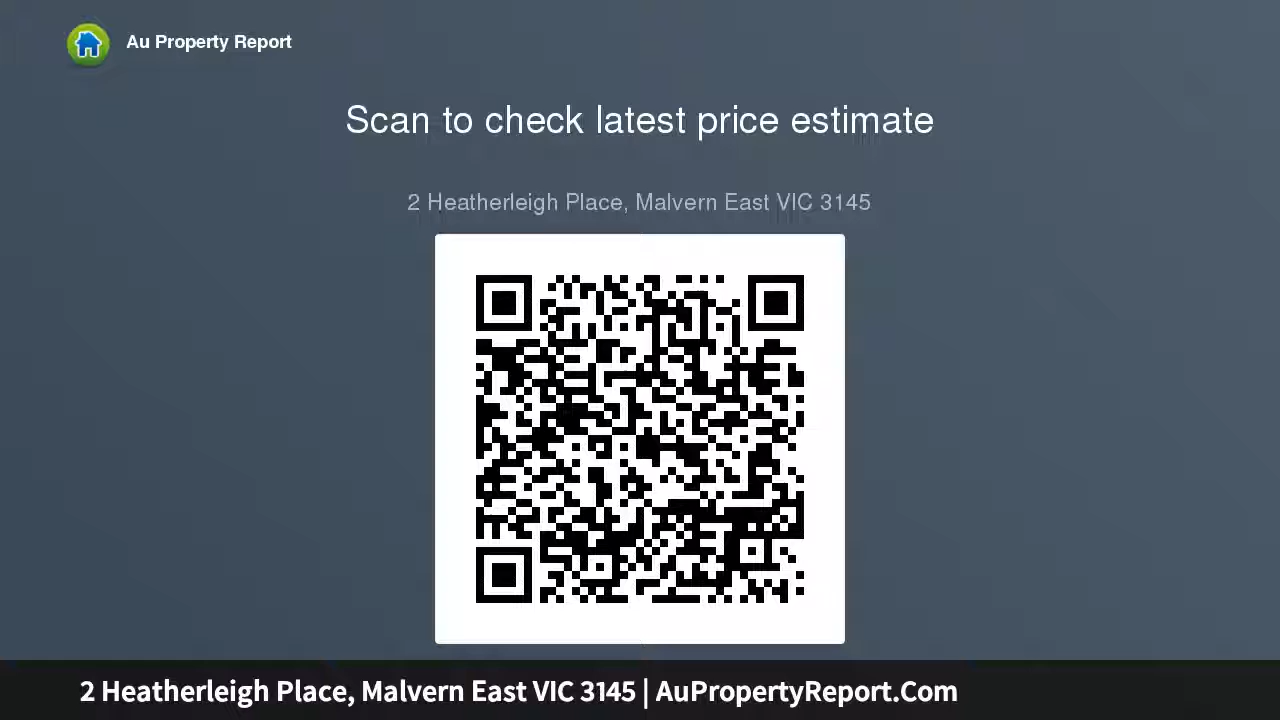 Au Property Report
Scan to check latest price estimate
2 Heatherleigh Place, Malvern East VIC 3145
2 Heatherleigh Place, Malvern East VIC 3145 | AuPropertyReport.Com